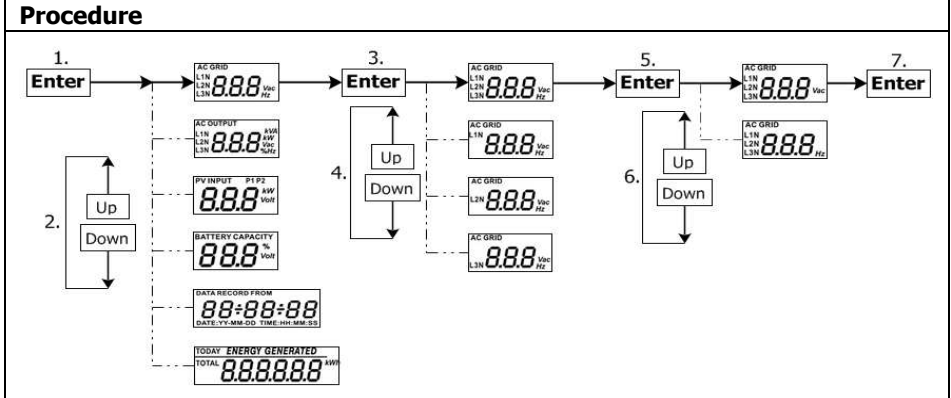 Procedure
1.
Enter
AC GRID
L1N
L2N
L3N
8.8.8
Vac
Hz
AC OUTPUT
L1N
L2N
L3N
8.8.8
kVA
kW
Vac
%Hz
PV INPUT P1 P2
8.8.8
kW
Volt
BATTERY CAPACITY
88.8
%
Volt
DATA RECORD FROM
88:88:88
DATE:YY-MM-DD TIME:HH:MM:SS
TODAY ENERGY GENERATED
TOTAL 8.8.8.8.8.8 kWh
2.
Up
Down
3.
Enter
AC GRID
L1N
L2N
L3N
8.8.8
Vac
Hz
AC GRID
L1N
8.8.8
Vac
Hz
AC GRID
L2N 8.8.8
Vac
Hz
AC GRID
L3N 8.8.8
Vac
Hz
4.
Up
Down
5.
Enter
AC GRID
L1N
L2N
L3N
8.8.8 Vac
AC GRID
L1N
L2N
L3N
8.8.8 Hz
6.
Up
Down
7.
Enter